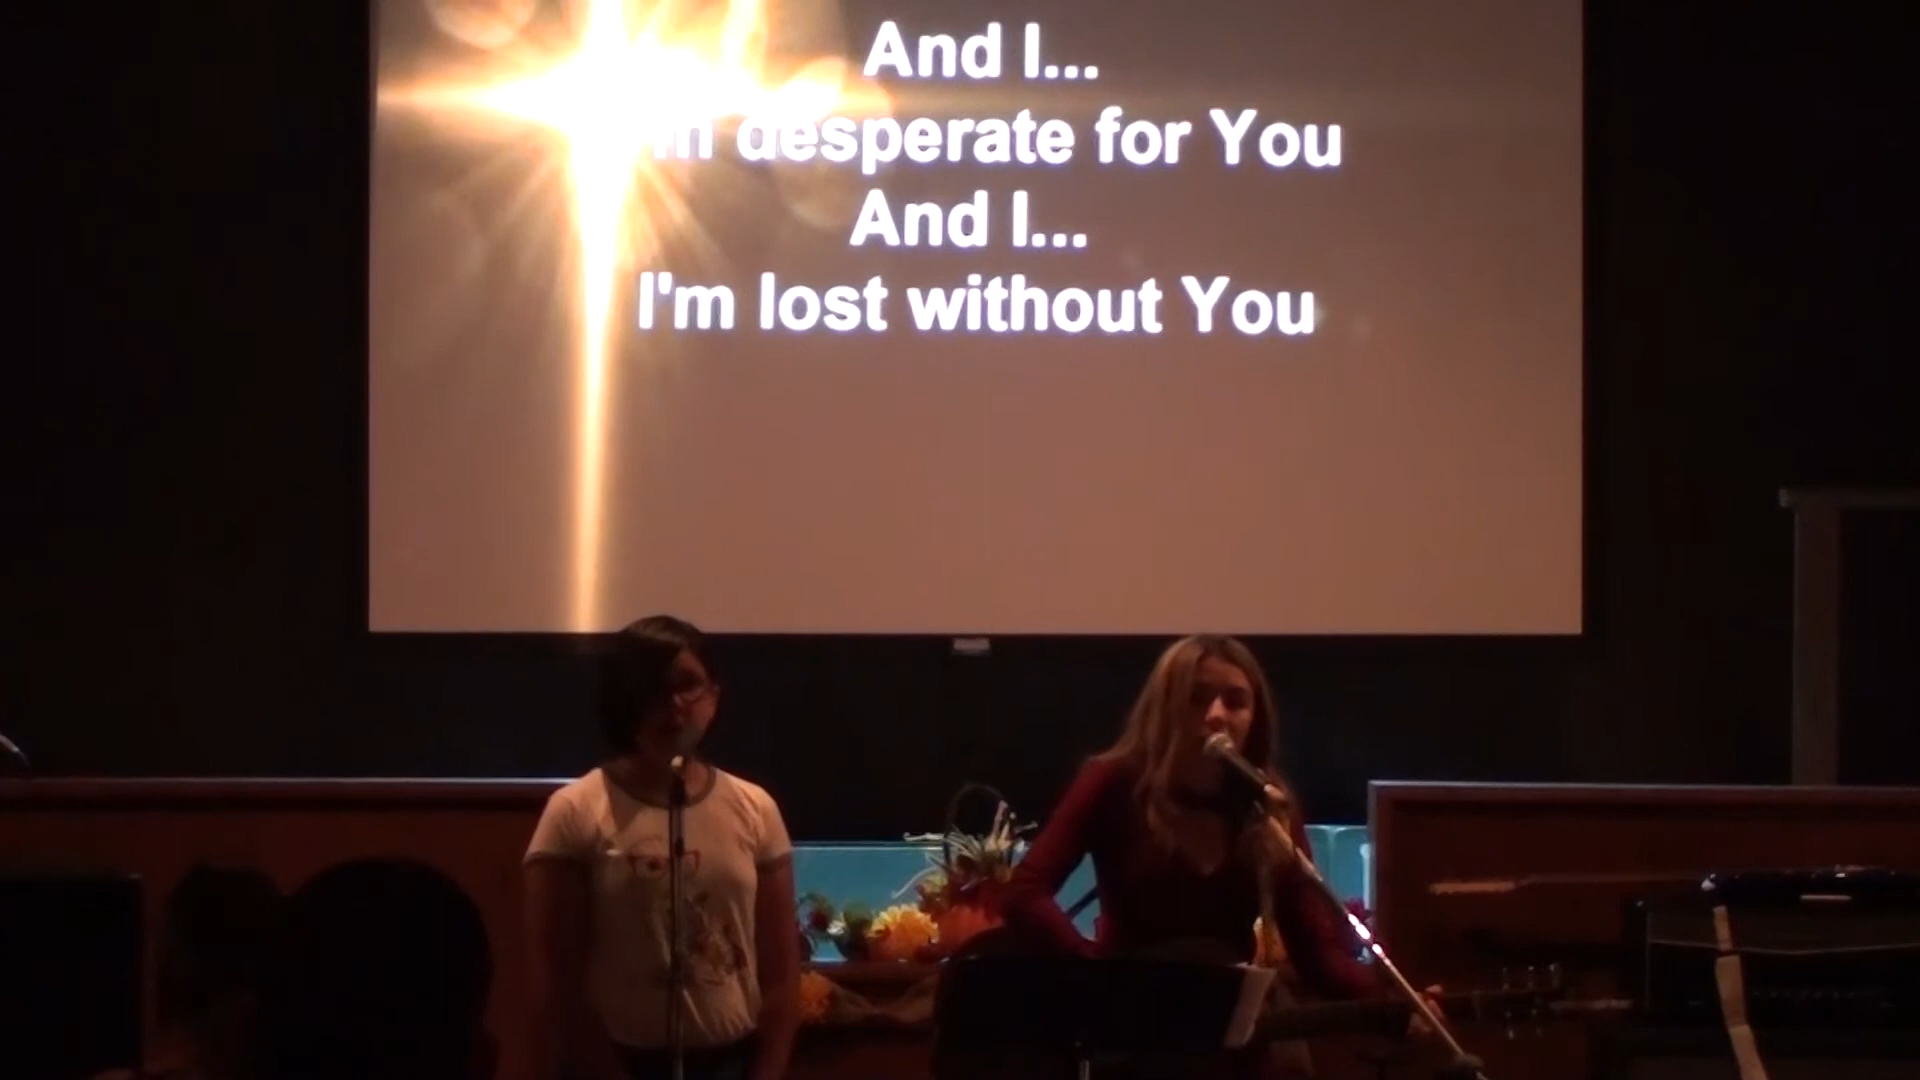 And I...
desperate for You
And I...
I'm lost without You